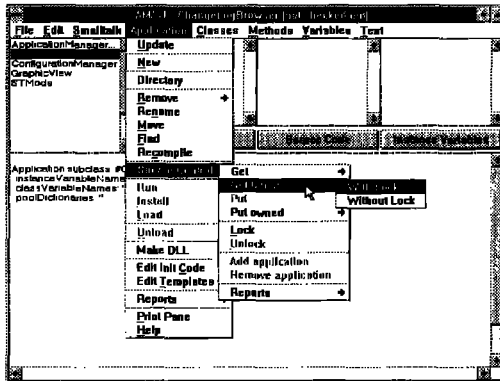 File Edit Smalltalk Application Classes Methods Variables Text
ApplicationManager...
ConfigurationManager
GraphicView
STMode
Update
New
Directory
Remove
Rename
Move
Find
Recompile
Run
Install
Load
Unload
Make DLL
Edit Init Code
Edit Templates
Reports
Print Pane
Help
Get
Put
Put owned
Lock
Unlock
Add application
Remove application
Reports
With Lock
Without Lock
Application subclass
instanceVariableName
classVariableNames
poolDictionaries